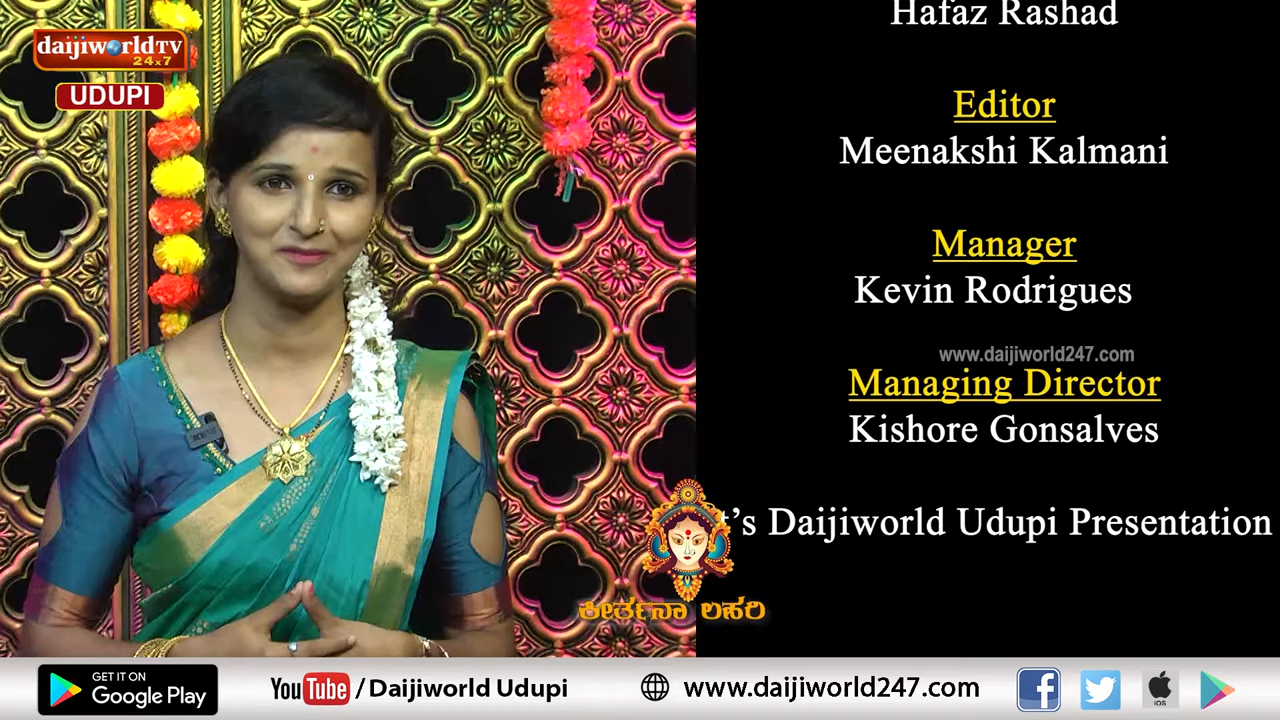 daijiworldTV
24x7
UDUPI
Hafaz Rashad
Editor
Meenakshi Kalmani
Manager
Kevin Rodrigues
www.daijiworld247.com
Managing Director
Kishore Gonsalves
t’s Daijiworld Udupi Presentation
ಕೀರ್ತನಾ ಲಹರಿ
GET IT ON
Google Play
YouTube /Daijiworld Udupi
www.daijiworld247.com
iOS